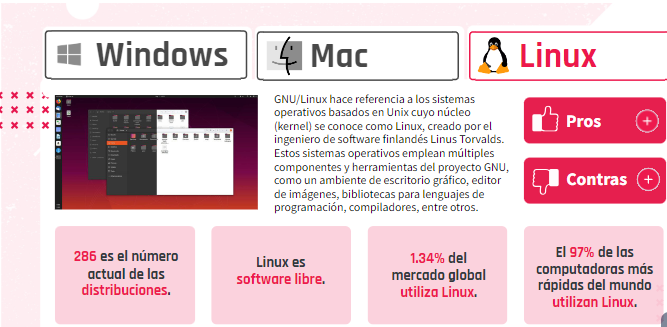 Windows
Mac
Linux
GNU/Linux hace referencia a los sistemas
operativos basados en Unix cuyo núcleo
(kernel) se conoce como Linux, creado por el
ingeniero de software finlandés Linus Torvalds.
Estos sistemas operativos emplean múltiples
componentes y herramientas del proyecto GNU,
como un ambiente de escritorio gráfico, editor
de imágenes, bibliotecas para lenguajes de
programación, compiladores, entre otros.
Pros
Contras
286 es el número
actual de las
distribuciones.
Linux es
software libre.
1.34% del
mercado global
utiliza Linux.
El 97% de las
computadoras más
rápidas del mundo
utilizan Linux.